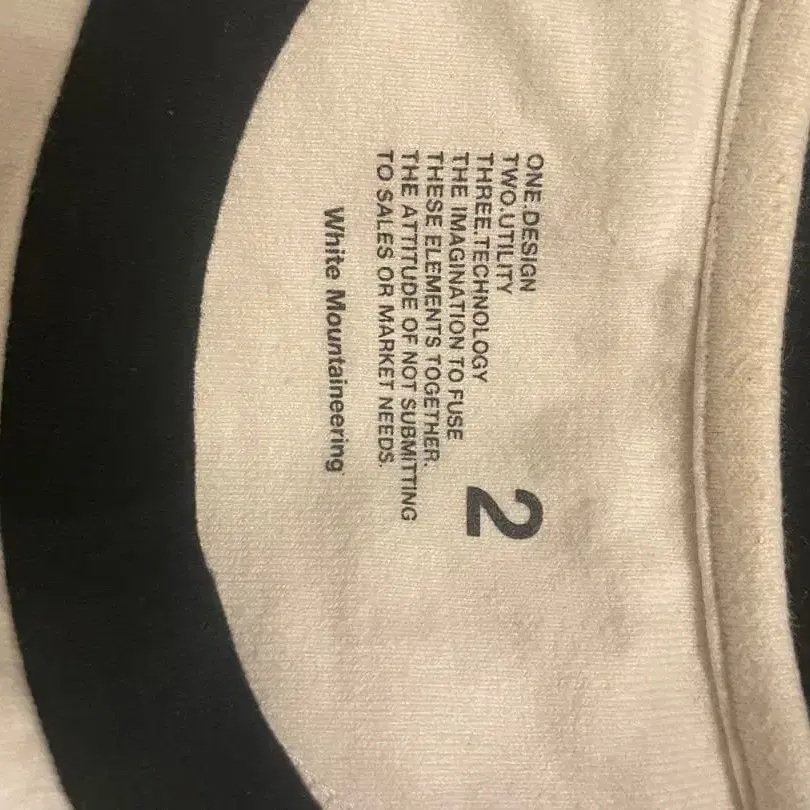 ONE.DESIGN
TWO.UTILITY
THREE.TECHNOLOGY
THE IMAGINATION TO FUSE
THESE ELEMENTS TOGETHER.
THE ATTITUDE OF NOT SUBMITTING
TO SALES OR MARKET NEEDS.
2
White Mountaineering